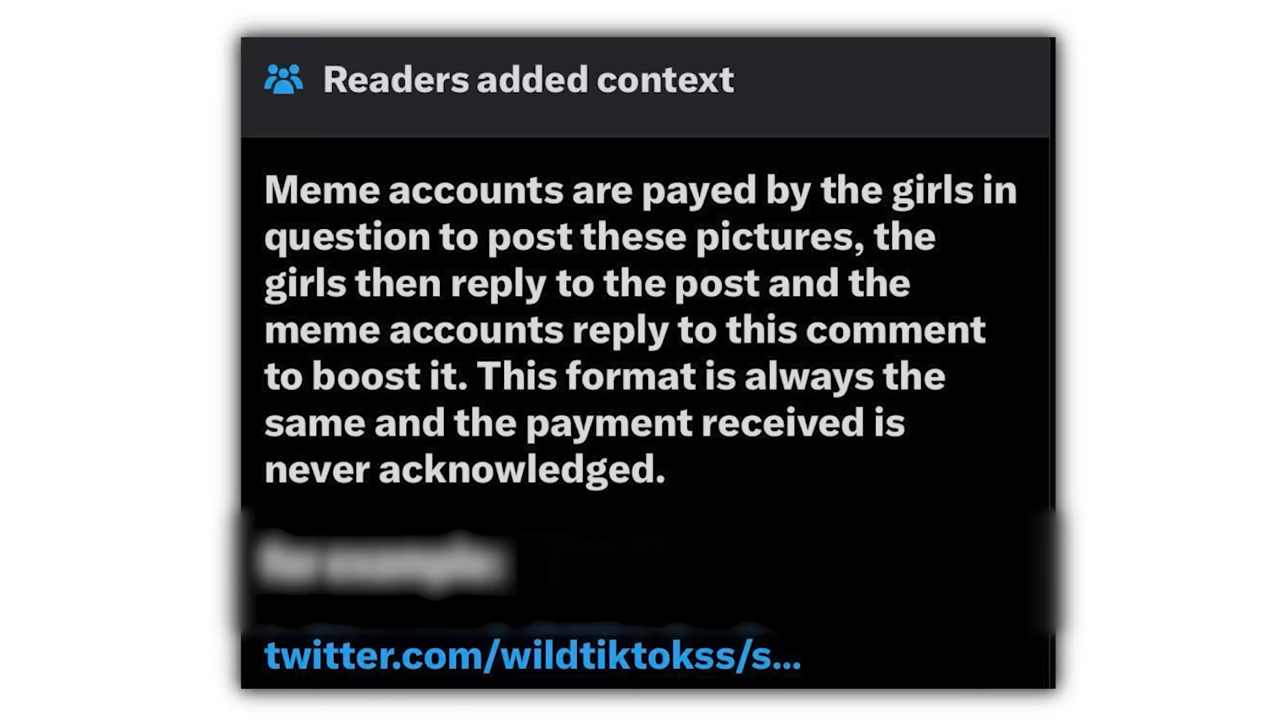 Readers added context
Meme accounts are payed by the girls in
question to post these pictures, the
girls then reply to the post and the
meme accounts reply to this comment
to boost it. This format is always the
same and the payment received is
never acknowledged.
twitter.com/wildtiktokss/s...